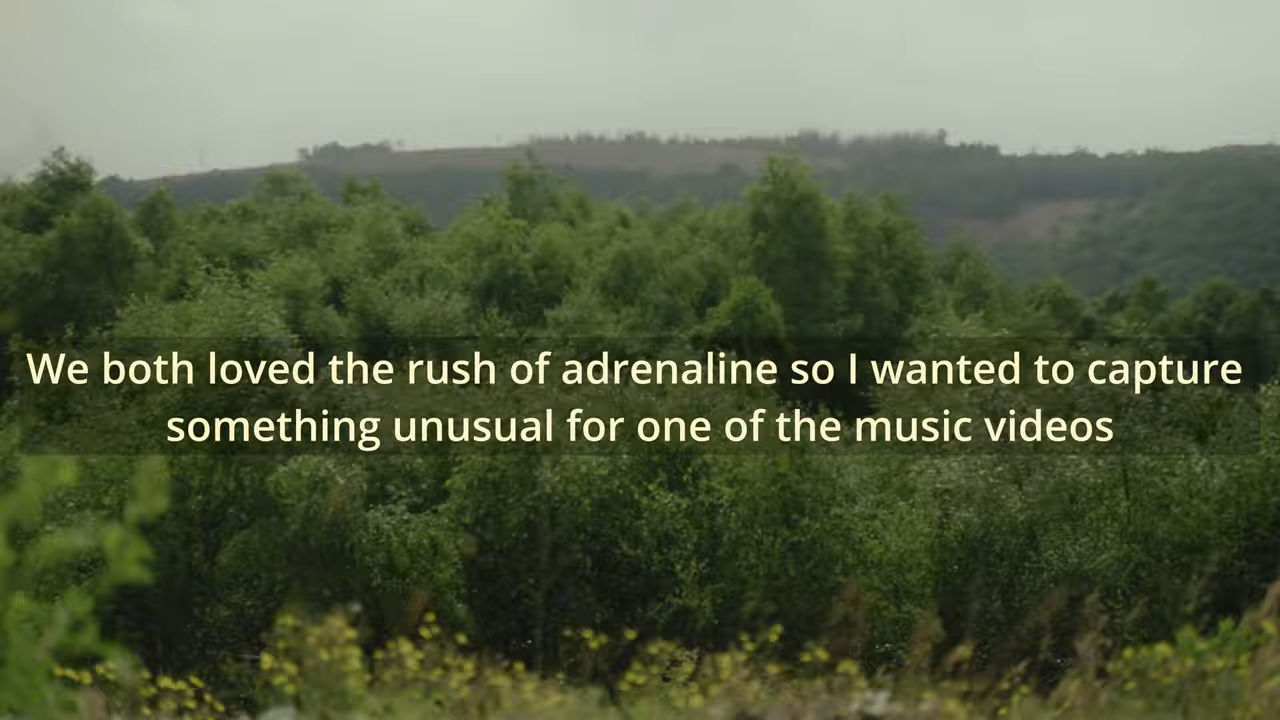 We both loved the rush of adrenaline so I wanted to capture
something unusual for one of the music videos